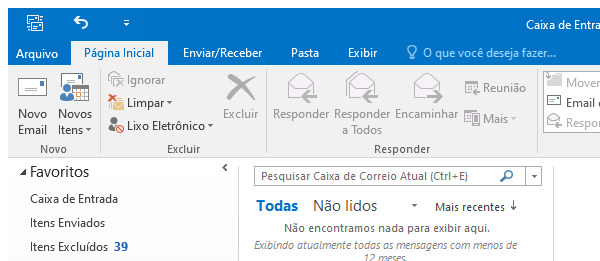 Caixa de Entra
Arquivo Página Inicial Enviar/Receber Pasta Exibir O que você deseja fazer...
Novo Email
Novos Itens
Ignorar
Limpar
Lixo Eletrônico
Excluir
Responder
Responder a Todos
Encaminhar
Reunião
Mais
Mover
Email
Respon
Novo Excluir Responder
Favoritos
Caixa de Entrada
Itens Enviados
Itens Excluídos 39
Pesquisar Caixa de Correio Atual (Ctrl+E)
Todas Não lidos Mais recentes
Não encontramos nada para exibir aqui.
Exibindo atualmente todas as mensagens com menos de
12 meses.